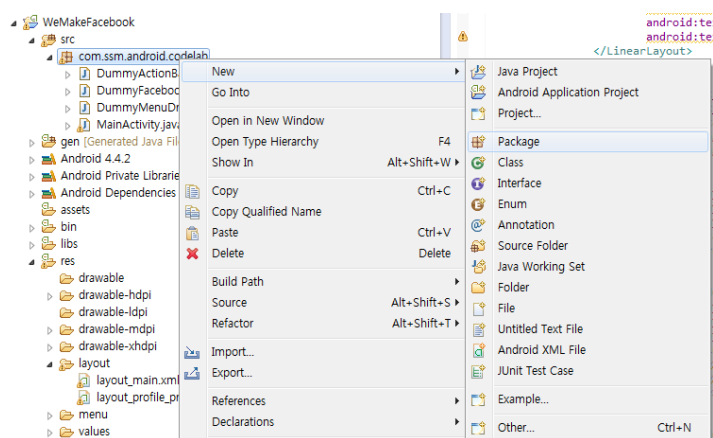 WeMakeFacebook
src
com.ssm.android.codelab
DummyActionB
DummyFaceboo
DummyMenuDr
MainActivity.java
gen [Generated Java File
Android 4.4.2
Android Private Librarie
Android Dependencies
assets
bin
libs
res
drawable
drawable-hdpi
drawable-ldpi
drawable-mdpi
drawable-xhdpi
layout
layout_main.xml
layout_profile_pr
menu
values
android:te
android:te
</LinearLayout>
New
Go Into
Open in New Window
Open Type Hierarchy F4
Show In Alt+Shift+W
Copy Ctrl+C
Copy Qualified Name
Paste Ctrl+V
Delete Delete
Build Path
Source Alt+Shift+S
Refactor Alt+Shift+T
Import...
Export...
References
Declarations
Java Project
Android Application Project
Project...
Package
Class
Interface
Enum
Annotation
Source Folder
Java Working Set
Folder
File
Untitled Text File
Android XML File
JUnit Test Case
Example...
Other... Ctrl+N